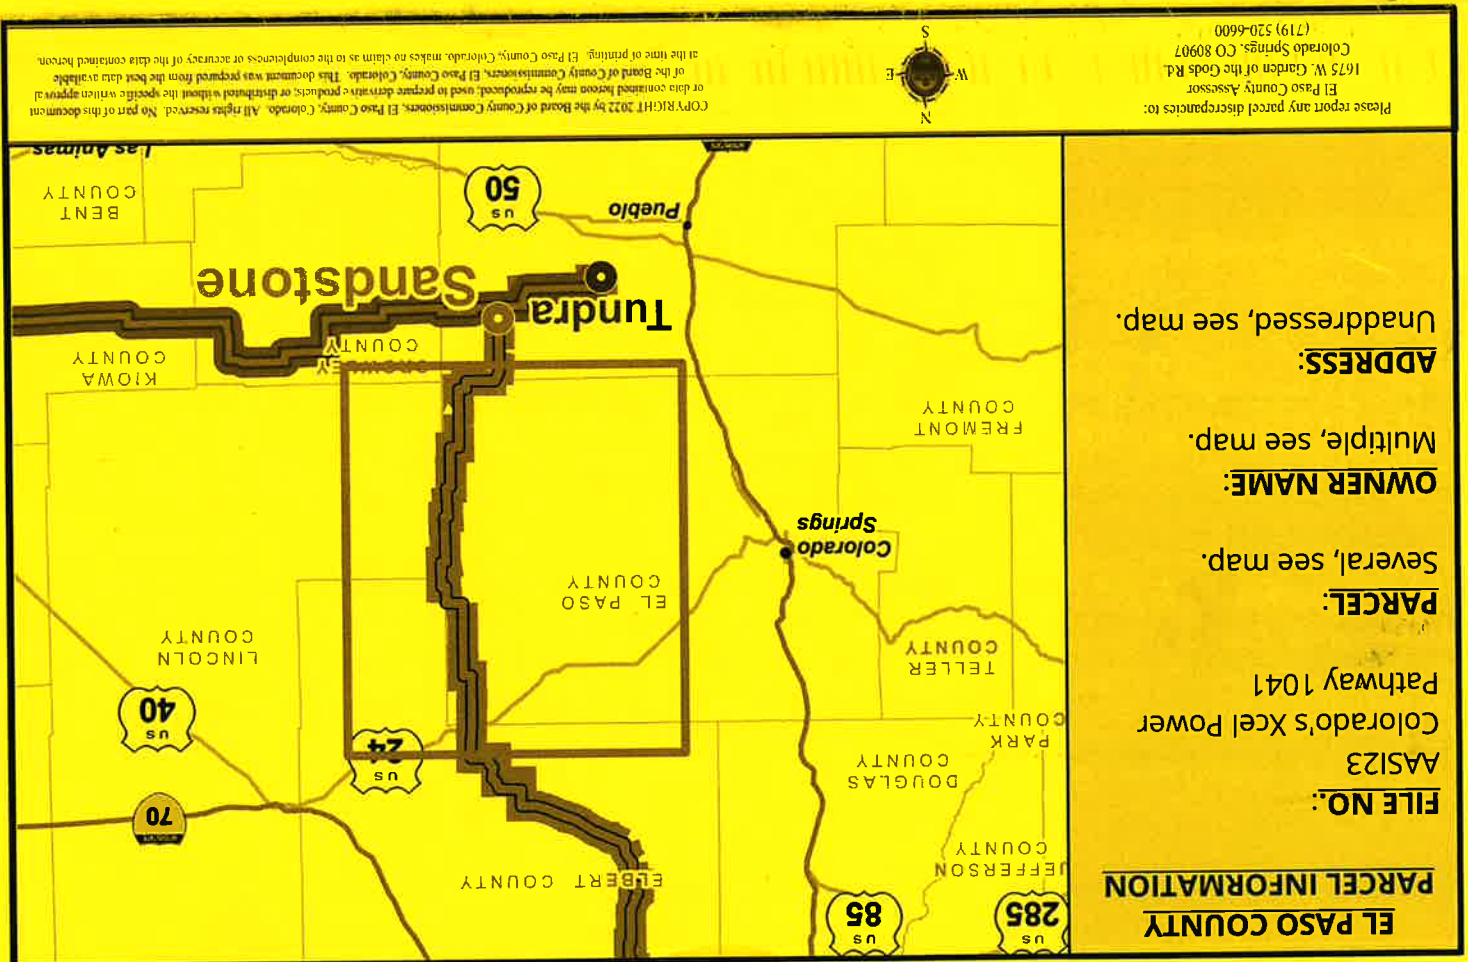 EL PASO COUNTY
PARCEL INFORMATION
FILE NO.:
AASI23
Colorado's Xcel Power
Pathway 1041
PARCEL:
Several, see map.
OWNER NAME:
Multiple, see map.
ADDRESS:
Unaddressed, see map.
US
285
US
85
JEFFERSON
COUNTY
ELBERT COUNTY
70
DOUGLAS
COUNTY
PARK
COUNTY
US
24
US
40
TELLER
COUNTY
LINCOLN
COUNTY
EL PASO
COUNTY
Colorado
Springs
FREMONT
COUNTY
CROWLEY
COUNTY
KIOWA
COUNTY
Tundra
Sandstone
Pueblo
US
50
BENT
COUNTY
Las Animas
Please report any parcel discrepancies to:
El Paso County Assessor
1675 W. Garden of the Gods Rd.
Colorado Springs, CO 80907
(719) 520-6600
N
W
E
S
COPYRIGHT 2022 by the Board of County Commissioners, El Paso County, Colorado. All rights reserved. No part of this document
or data contained hereon may be reproduced, used to prepare derivative products, or distributed without the specific written approval
of the Board of County Commissioners, El Paso County, Colorado. This document was prepared from the best data available
at the time of printing. El Paso County, Colorado, makes no claim as to the completeness or accuracy of the data contained hereon.